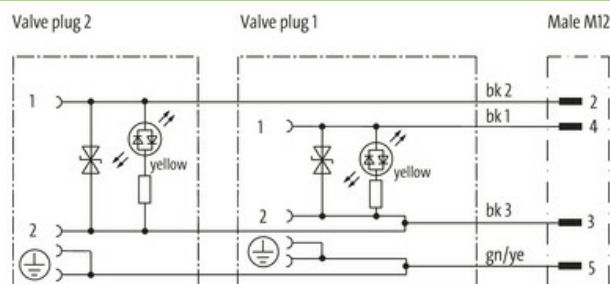 Valve plug 2 Valve plug 1 Male M12
bk 2
1 2
bk 1
1 4
yellow
yellow
2 bk 3
2 3
gn/ye
5